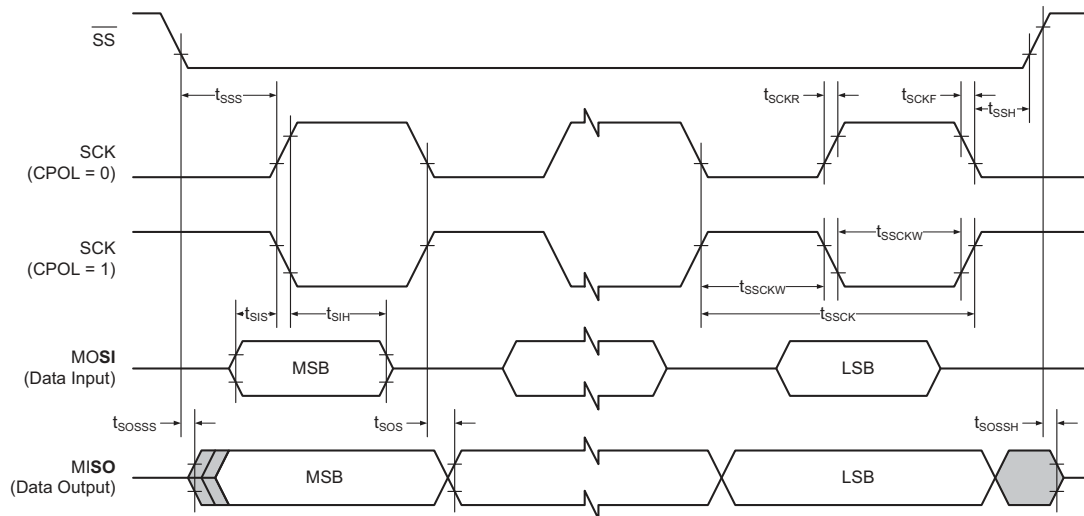 SS
tSSS
tSCKR
tSCKF
tSSH
SCK
(CPOL = 0)
SCK
(CPOL = 1)
tSSCKW
tSSCKW
tSIS
tSIH
tSSCK
MOSI
(Data Input)
MSB
LSB
tSOSSS
tSOS
tSOSSH
MISO
(Data Output)
MSB
LSB